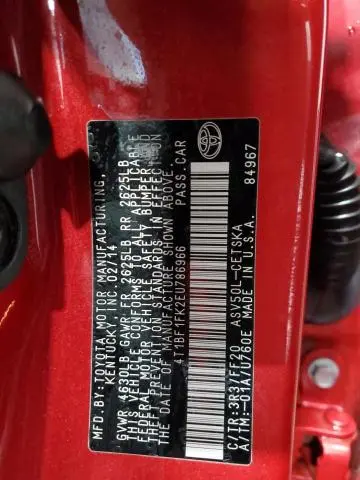 MFD. BY: TOYOTA MOTOR MANUFACTURING,
KENTUCKY, INC. 02/14
GVWR 4630LB GAWR FR 2625LB RR 2625LB
THIS VEHICLE CONFORMS TO ALL APPLICABLE
FEDERAL MOTOR VEHICLE SAFETY, BUMPER, AND
THEFT PREVENTION STANDARDS IN EFFECT ON
THE DATE OF MANUFACTURE SHOWN ABOVE.
4T1BF1FK2EU786966 PASS.CAR
C/TR:3R3/FF20 ASV50L-CETSKA
A/TM:-01A/U760E MADE IN U.S.A.
84967